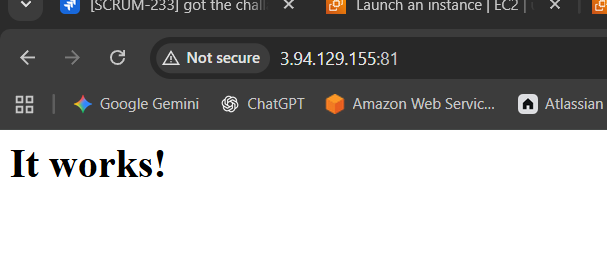 [SCRUM-233] got the chall
Launch an instance | EC2 |
Not secure
3.94.129.155:81
Google Gemini
ChatGPT
Amazon Web Servic...
Atlassian
It works!